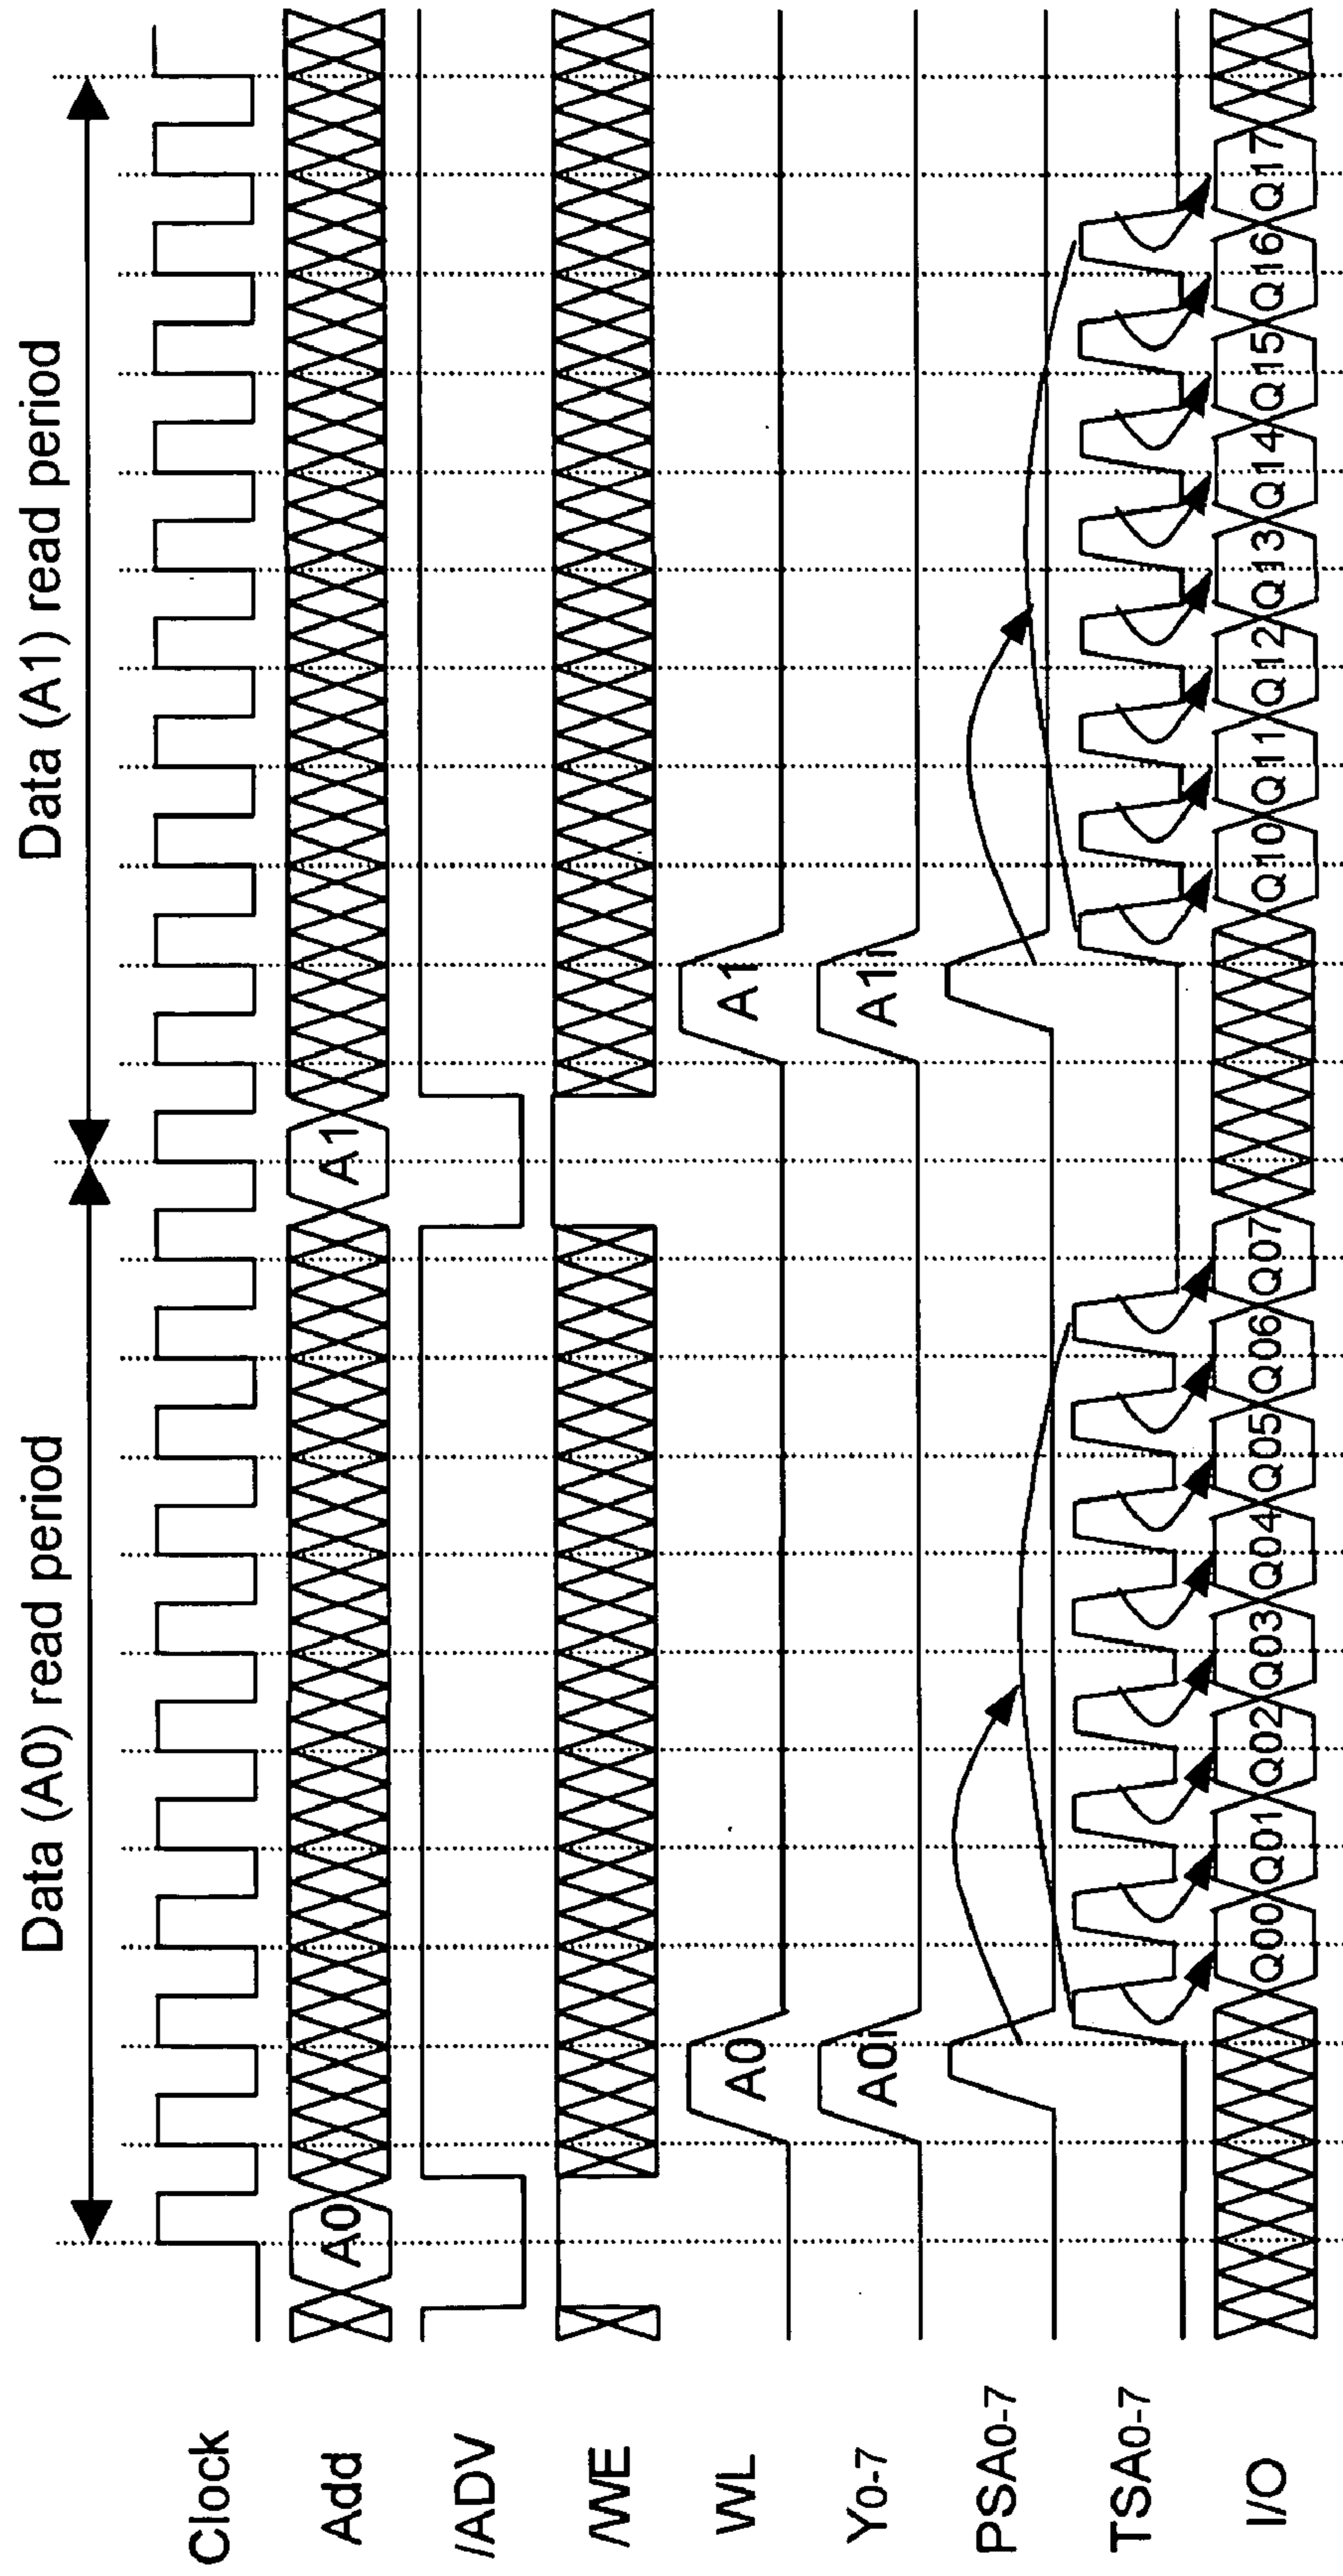 Data (A0) read period
Data (A1) read period
Clock
Add
A0
A1
/ADV
/WE
WL
A0
A1
Y0-7
A0i
A1i
PSA0-7
TSA0-7
I/O
Q00
Q01
Q02
Q03
Q04
Q05
Q06
Q07
Q10
Q11
Q12
Q13
Q14
Q15
Q16
Q17